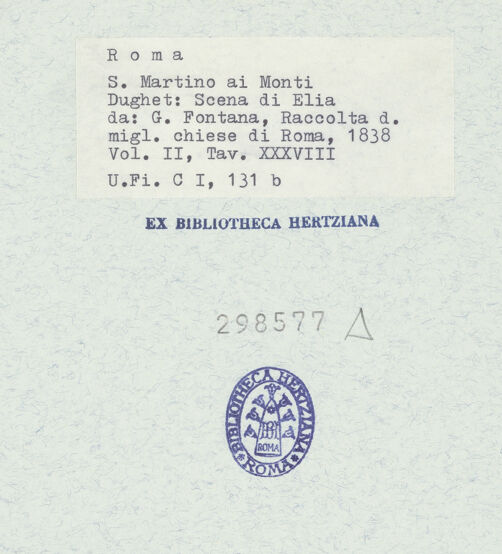 R o m a
S. Martino ai Monti
Dughet: Scena di Elia
da: G. Fontana, Raccolta d.
migl. chiese di Roma, 1838
Vol. II, Tav. XXXVIII
U.Fi. C I, 131 b
EX BIBLIOTHECA HERTZIANA
298577 △
BIBLIOTHECA HERTZIANA
ROMA
*ROMA*